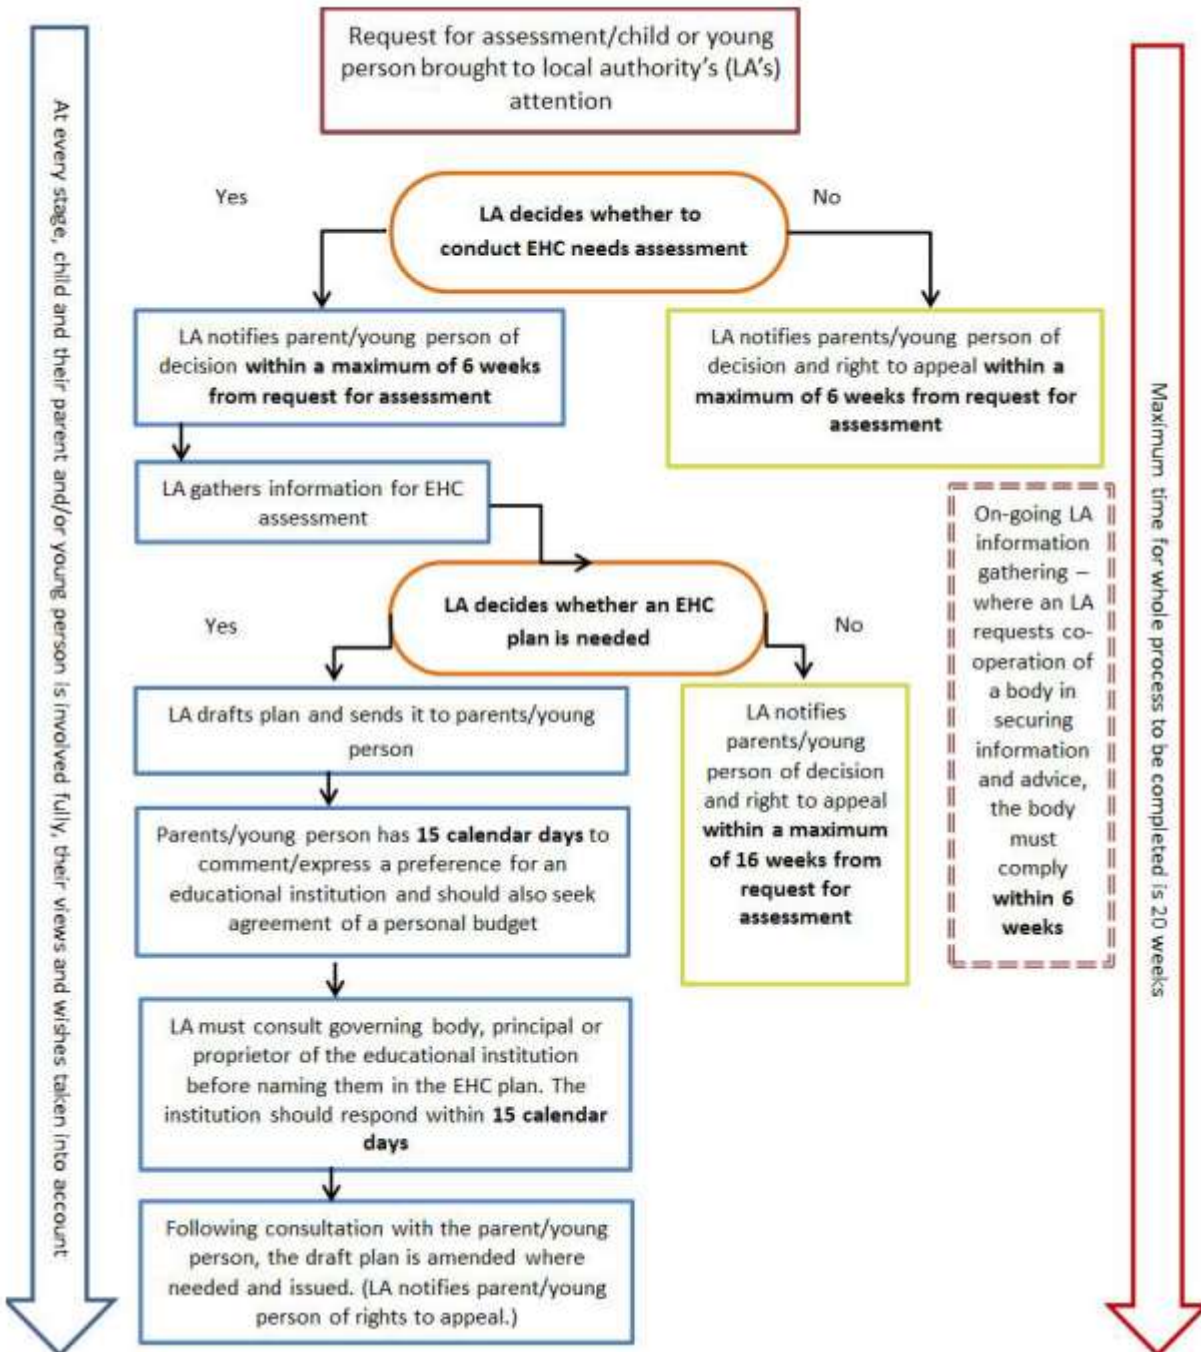 Request for assessment/child or young
person brought to local authority's (LA's)
attention
At every stage, child and their parent and/or young person is involved fully, their views and wishes taken into account
Maximum time for whole process to be completed is 20 weeks
Yes
LA decides whether to
conduct EHC needs assessment
No
LA notifies parent/young person of
decision within a maximum of 6 weeks
from request for assessment
LA notifies parents/young person of
decision and right to appeal within a
maximum of 6 weeks from request for
assessment
LA gathers information for EHC
assessment
On-going LA
information
gathering –
where an LA
requests co-
operation of
a body in
securing
information
and advice,
the body
must
comply
within 6
weeks
Yes
LA decides whether an EHC
plan is needed
No
LA drafts plan and sends it to parents/young
person
LA notifies
parents/young
person of decision
and right to appeal
within a maximum
of 16 weeks from
request for
assessment
Parents/young person has 15 calendar days to
comment/express a preference for an
educational institution and should also seek
agreement of a personal budget
LA must consult governing body, principal or
proprietor of the educational institution
before naming them in the EHC plan. The
institution should respond within 15 calendar
days
Following consultation with the parent/young
person, the draft plan is amended where
needed and issued. (LA notifies parent/young
person of rights to appeal.)